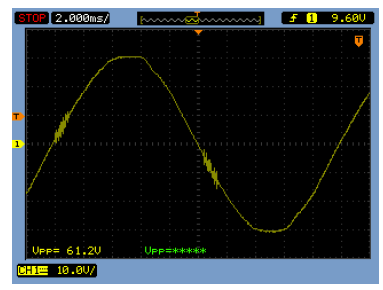 STOP 2.000ms/ T 1 9.60V
T
T
1
Vpp= 61.2V Vpp=*****
CH1 10.0V/